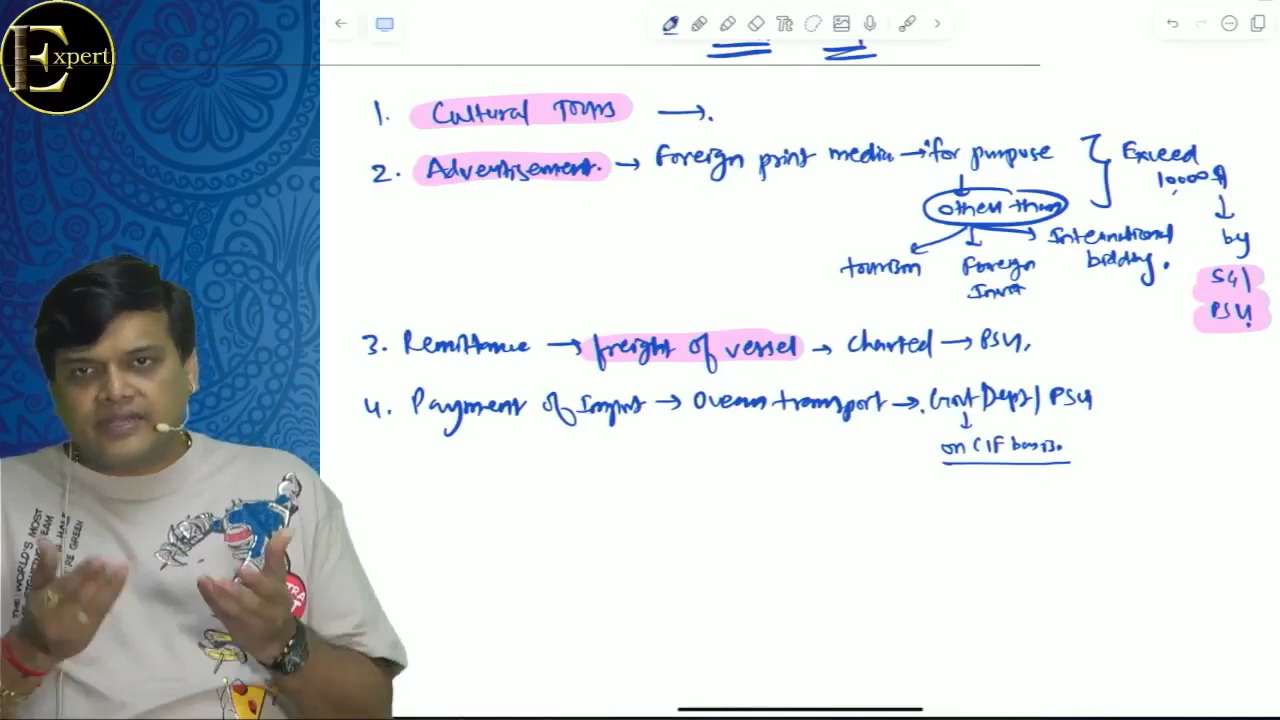 Expert
1. Cultural Tours →.
2. Advertisement. → Foreign print media → for purpose
other than
tourism
Foreign
Invt
International
bidding.
Exceed
10000 $
by
SG/
PSU
3. Remittance → freight of vessel → charted → PSU,
4. Payment of Import → Ocean transport → Govt Dept / PSU
on CIF basis.
THE WORLD'S MOST